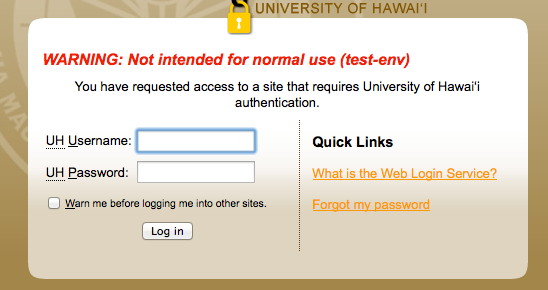 UNIVERSITY OF HAWAI‘I
WARNING: Not intended for normal use (test-env)
You have requested access to a site that requires University of Hawai‘i
authentication.
UH Username:
UH Password:
Warn me before logging me into other sites.
Log in
Quick Links
What is the Web Login Service?
Forgot my password